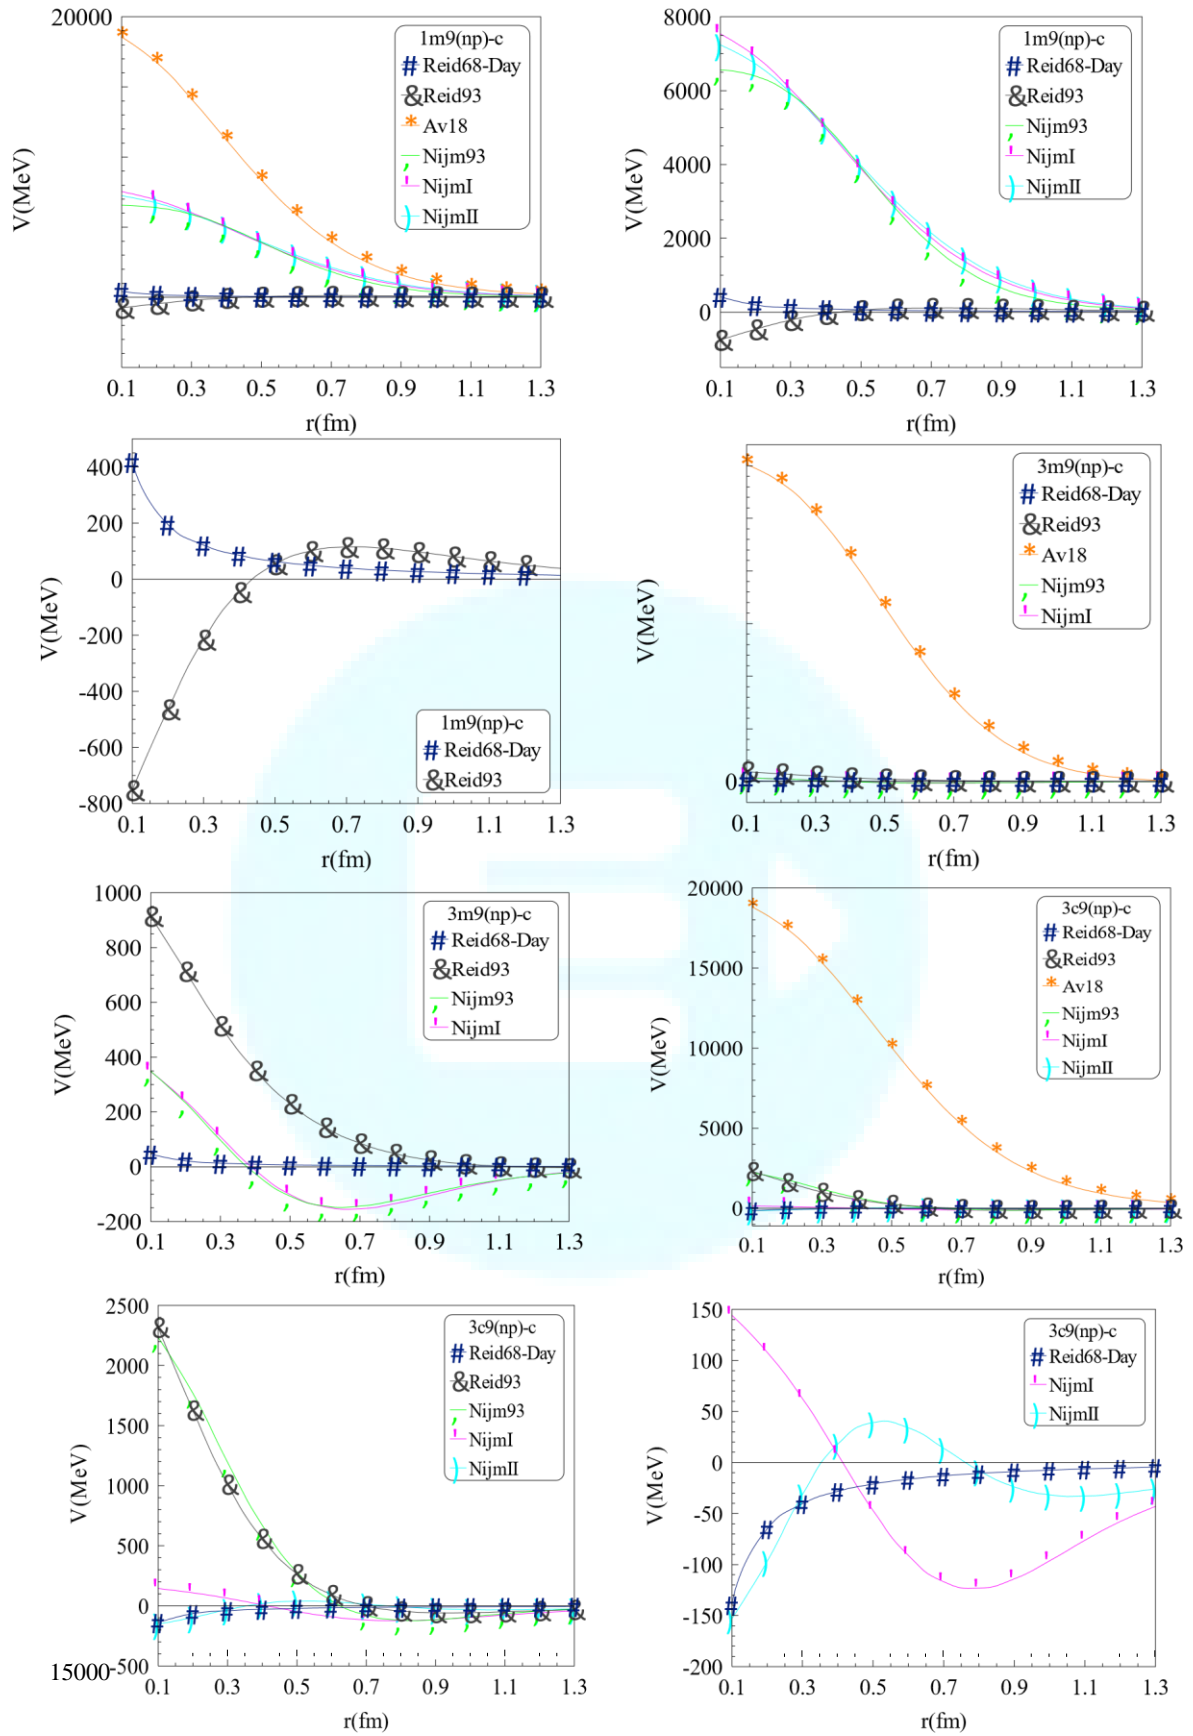 20000
V(MeV)
1m9(np)-c
# Reid68-Day
& Reid93
* Av18
, Nijm93
' NijmI
) NijmII
0.1 0.3 0.5 0.7 0.9 1.1 1.3
r(fm)
8000
6000
4000
2000
0
V(MeV)
1m9(np)-c
# Reid68-Day
& Reid93
, Nijm93
' NijmI
) NijmII
0.1 0.3 0.5 0.7 0.9 1.1 1.3
r(fm)
400
200
0
-200
-400
-600
-800
V(MeV)
1m9(np)-c
# Reid68-Day
& Reid93
0.1 0.3 0.5 0.7 0.9 1.1 1.3
r(fm)
V(MeV)
3m9(np)-c
# Reid68-Day
& Reid93
* Av18
, Nijm93
' NijmI
0
0.1 0.3 0.5 0.7 0.9 1.1 1.3
r(fm)
1000
800
600
400
200
0
-200
V(MeV)
3m9(np)-c
# Reid68-Day
& Reid93
, Nijm93
' NijmI
0.1 0.3 0.5 0.7 0.9 1.1 1.3
r(fm)
20000
15000
10000
5000
0
V(MeV)
3c9(np)-c
# Reid68-Day
& Reid93
* Av18
, Nijm93
' NijmI
) NijmII
0.1 0.3 0.5 0.7 0.9 1.1 1.3
r(fm)
2500
2000
1500
1000
500
0
15000-500
V(MeV)
3c9(np)-c
# Reid68-Day
& Reid93
, Nijm93
' NijmI
) NijmII
0.1 0.3 0.5 0.7 0.9 1.1 1.3
r(fm)
150
100
50
0
-50
-100
-150
-200
V(MeV)
3c9(np)-c
# Reid68-Day
' NijmI
) NijmII
0.1 0.3 0.5 0.7 0.9 1.1 1.3
r(fm)